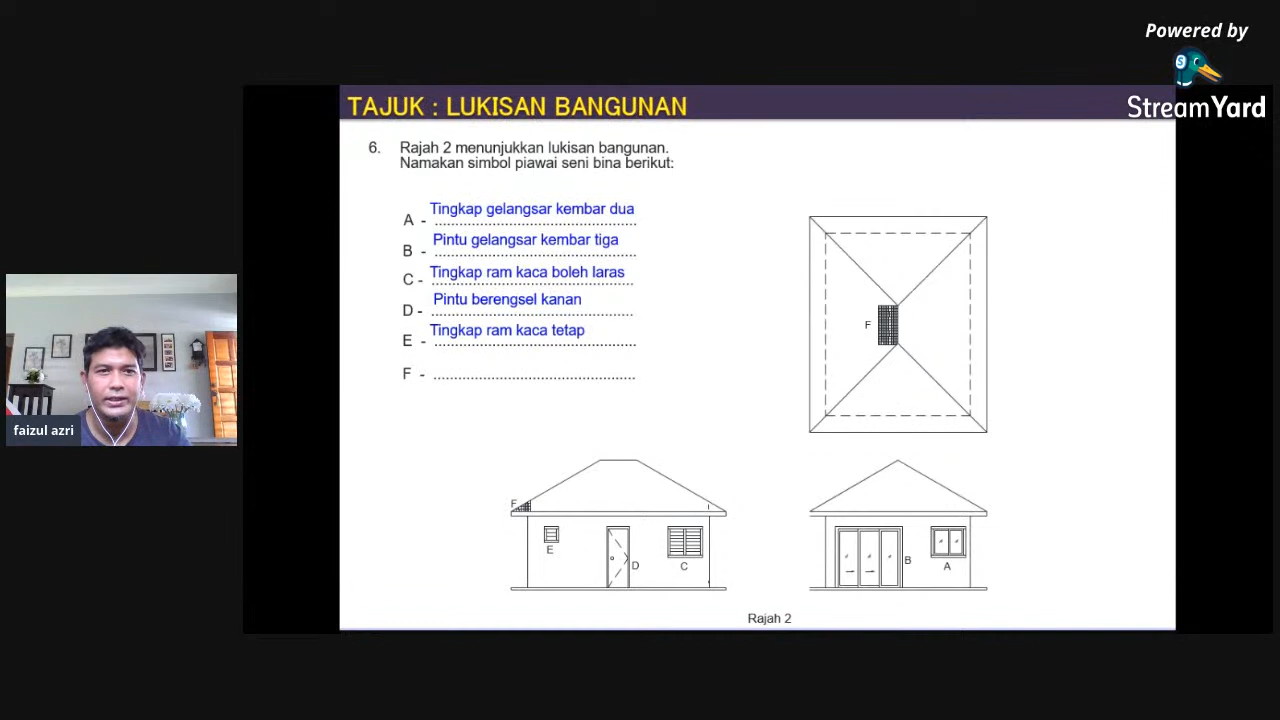 Powered by
StreamYard
TAJUK : LUKISAN BANGUNAN
6. Rajah 2 menunjukkan lukisan bangunan.
Namakan simbol piawai seni bina berikut:
A - Tingkap gelangsar kembar dua
B - Pintu gelangsar kembar tiga
C - Tingkap ram kaca boleh laras
D - Pintu berengsel kanan
E - Tingkap ram kaca tetap
F - ..........................................
F
faizul azri
F
E
D
C
B
A
Rajah 2